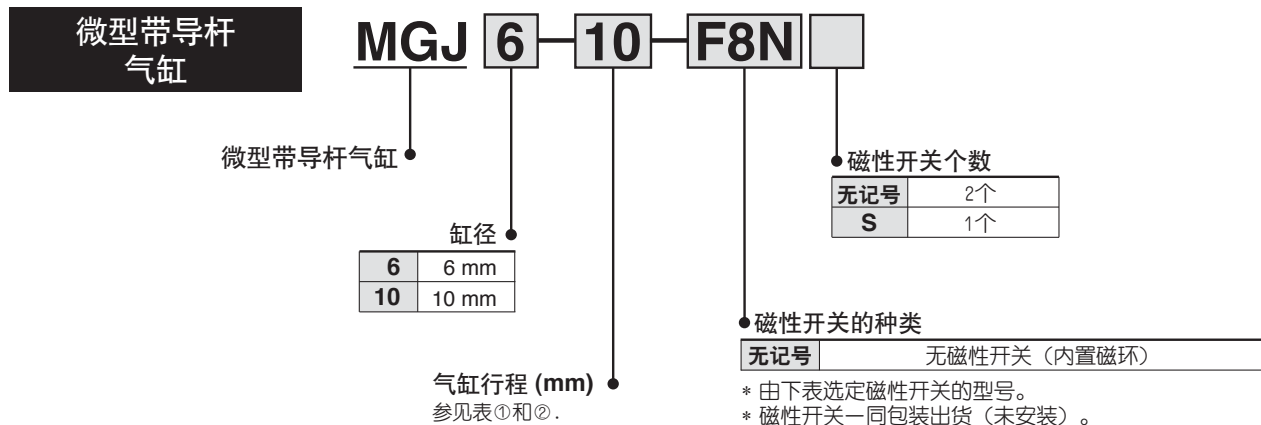 微型带导杆
气缸
MGJ 6-10-F8N
微型带导杆气缸
磁性开关个数
无记号 2个
S 1个
缸径
6 6 mm
10 10 mm
磁性开关的种类
无记号 无磁性开关（内置磁环）
* 由下表选定磁性开关的型号。
* 磁性开关一同包装出货（未安装）。
气缸行程 (mm)
参见表①和②.